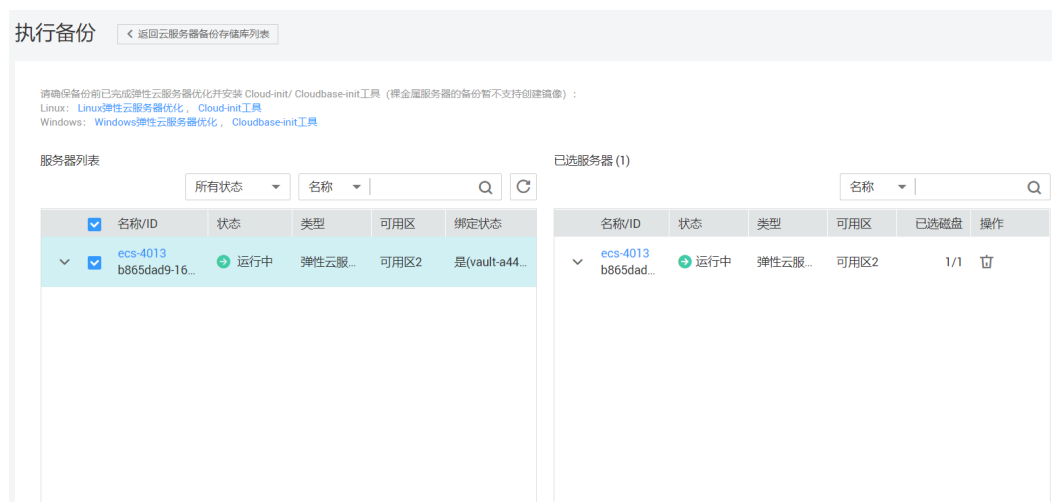 执行备份
返回云服务器备份存储库列表
请确保备份前已完成弹性云服务器优化并安装 Cloud-init/ Cloudbase-init工具（裸金属服务器的备份暂不支持创建镜像）：
Linux： Linux弹性云服务器优化 ， Cloud-init工具
Windows： Windows弹性云服务器优化 ， Cloudbase-init工具
服务器列表
所有状态 名称
名称/ID 状态 类型 可用区 绑定状态
ecs-4013
b865dad9-16... 运行中 弹性云服... 可用区2 是(vault-a44...
已选服务器 (1)
名称
名称/ID 状态 类型 可用区 已选磁盘 操作
ecs-4013
b865dad... 运行中 弹性云服... 可用区2 1/1